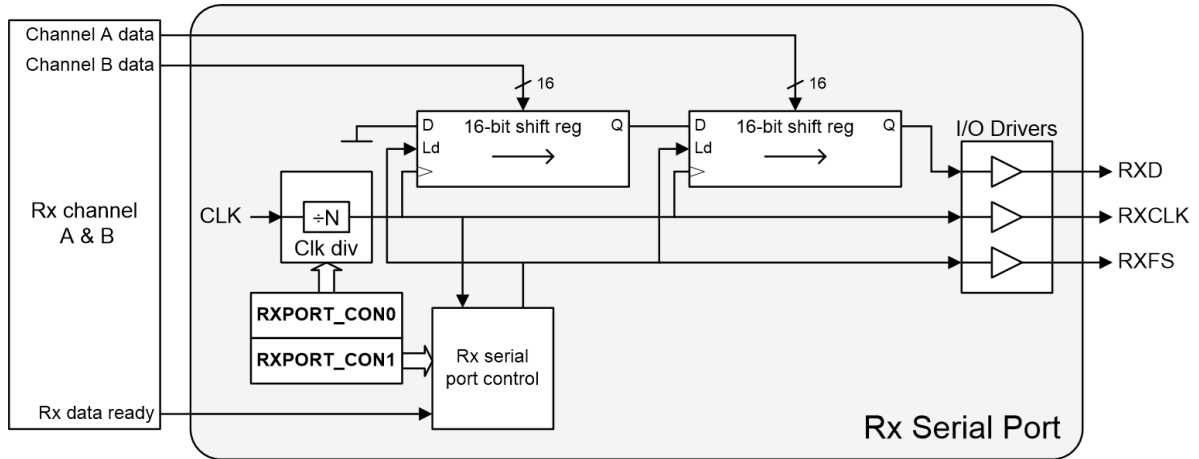 Channel A data
Channel B data
16
16
D
16-bit shift reg
Q
Ld
D
16-bit shift reg
Q
Ld
I/O Drivers
RXD
Rx channel
A & B
CLK
÷N
Clk div
RXCLK
RXFS
RXPORT_CON0
RXPORT_CON1
Rx serial
port control
Rx data ready
Rx Serial Port